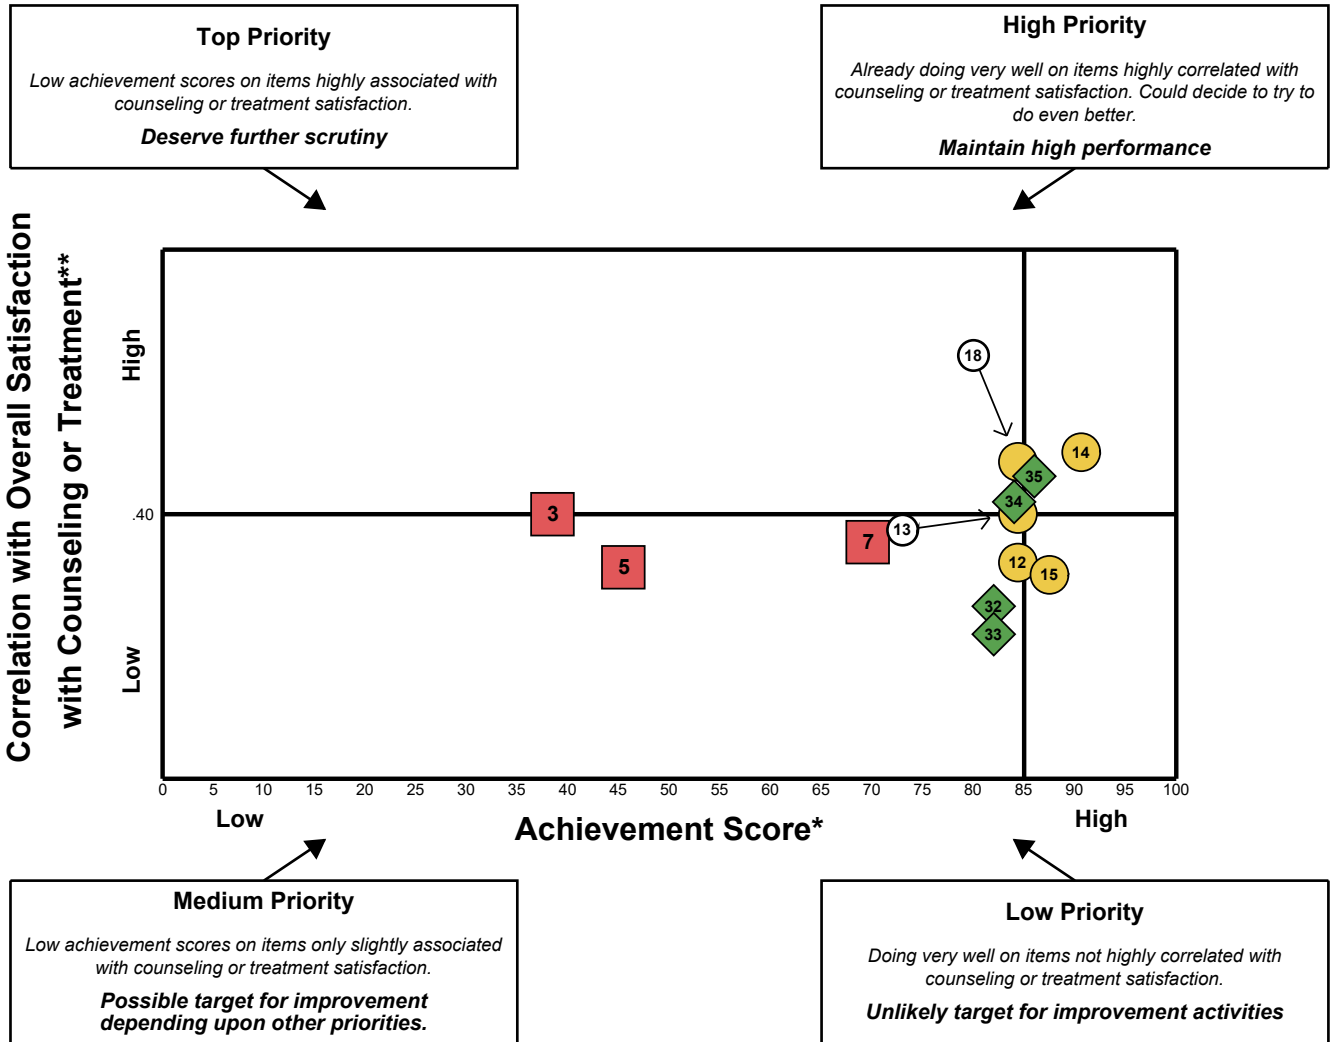 Top Priority
Low achievement scores on items highly associated with
counseling or treatment satisfaction.
Deserve further scrutiny
High Priority
Already doing very well on items highly correlated with
counseling or treatment satisfaction. Could decide to try to
do even better.
Maintain high performance
Correlation with Overall Satisfaction
with Counseling or Treatment**
High
.40
Low
18
14
35
34
3
13
7
5
12
15
32
33
0 5 10 15 20 25 30 35 40 45 50 55 60 65 70 75 80 85 90 95 100
Low
Achievement Score*
High
Medium Priority
Low achievement scores on items only slightly associated
with counseling or treatment satisfaction.
Possible target for improvement
depending upon other priorities.
Low Priority
Doing very well on items not highly correlated with
counseling or treatment satisfaction.
Unlikely target for improvement activities